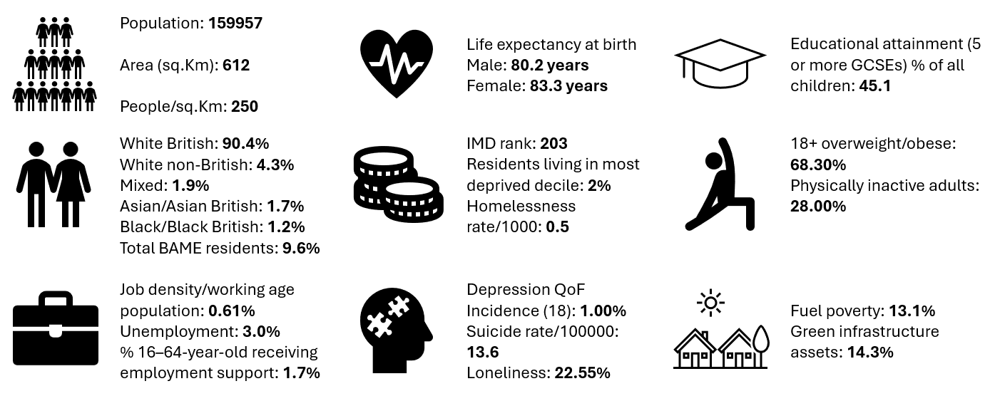 Population: 159957
Area (sq.Km): 612
People/sq.Km: 250
Life expectancy at birth
Male: 80.2 years
Female: 83.3 years
Educational attainment (5
or more GCSEs) % of all
children: 45.1
White British: 90.4%
White non-British: 4.3%
Mixed: 1.9%
Asian/Asian British: 1.7%
Black/Black British: 1.2%
Total BAME residents: 9.6%
IMD rank: 203
Residents living in most
deprived decile: 2%
Homelessness
rate/1000: 0.5
18+ overweight/obese:
68.30%
Physically inactive adults:
28.00%
Job density/working age
population: 0.61%
Unemployment: 3.0%
% 16–64-year-old receiving
employment support: 1.7%
Depression QoF
Incidence (18): 1.00%
Suicide rate/100000:
13.6
Loneliness: 22.55%
Fuel poverty: 13.1%
Green infrastructure
assets: 14.3%